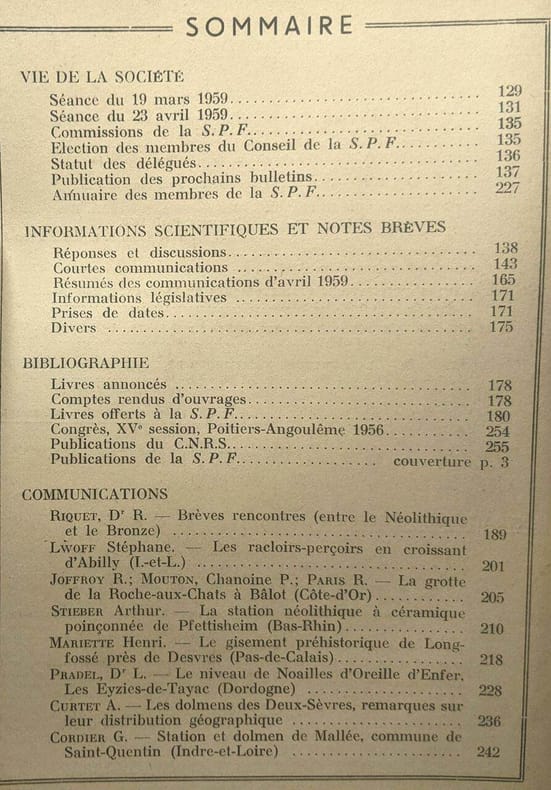 SOMMAIRE
VIE DE LA SOCIÉTÉ
Séance du 19 mars 1959 129
Séance du 23 avril 1959 131
Commissions de la S.P.F. 135
Election des membres du Conseil de la S.P.F. 135
Statut des délégués 136
Publication des prochains bulletins 137
Annuaire des membres de la S.P.F. 227
INFORMATIONS SCIENTIFIQUES ET NOTES BRÈVES
Réponses et discussions 138
Courtes communications 143
Résumés des communications d'avril 1959 165
Informations législatives 171
Prises de dates 171
Divers 175
BIBLIOGRAPHIE
Livres annoncés 178
Comptes rendus d'ouvrages 178
Livres offerts à la S.P.F. 180
Congrès, XVe session, Poitiers-Angoulême 1956 254
Publications du C.N.R.S. 255
Publications de la S.P.F. couverture p. 3
COMMUNICATIONS
RIQUET, Dr R. — Brèves rencontres (entre le Néolithique
et le Bronze) 189
LWOFF Stéphane. — Les racloirs-perçoirs en croissant
d'Abilly (I.-et-L.) 201
JOFFROY R.; MOUTON, Chanoine P.; PARIS R. — La grotte
de la Roche-aux-Chats à Bâlot (Côte-d'Or) 205
STIEBER Arthur. — La station néolithique à céramique
poinçonnée de Pfettisheim (Bas-Rhin) 210
MARIETTE Henri. — Le gisement préhistorique de Long-
fossé près de Desvres (Pas-de-Calais) 218
PRADEL, Dr L. — Le niveau de Noailles d'Oreille d'Enfer,
Les Eyzies-de-Tayac (Dordogne) 228
CURTET A. — Les dolmens des Deux-Sèvres, remarques sur
leur distribution géographique 236
CORDIER G. — Station et dolmen de Mallée, commune de
Saint-Quentin (Indre-et-Loire) 242